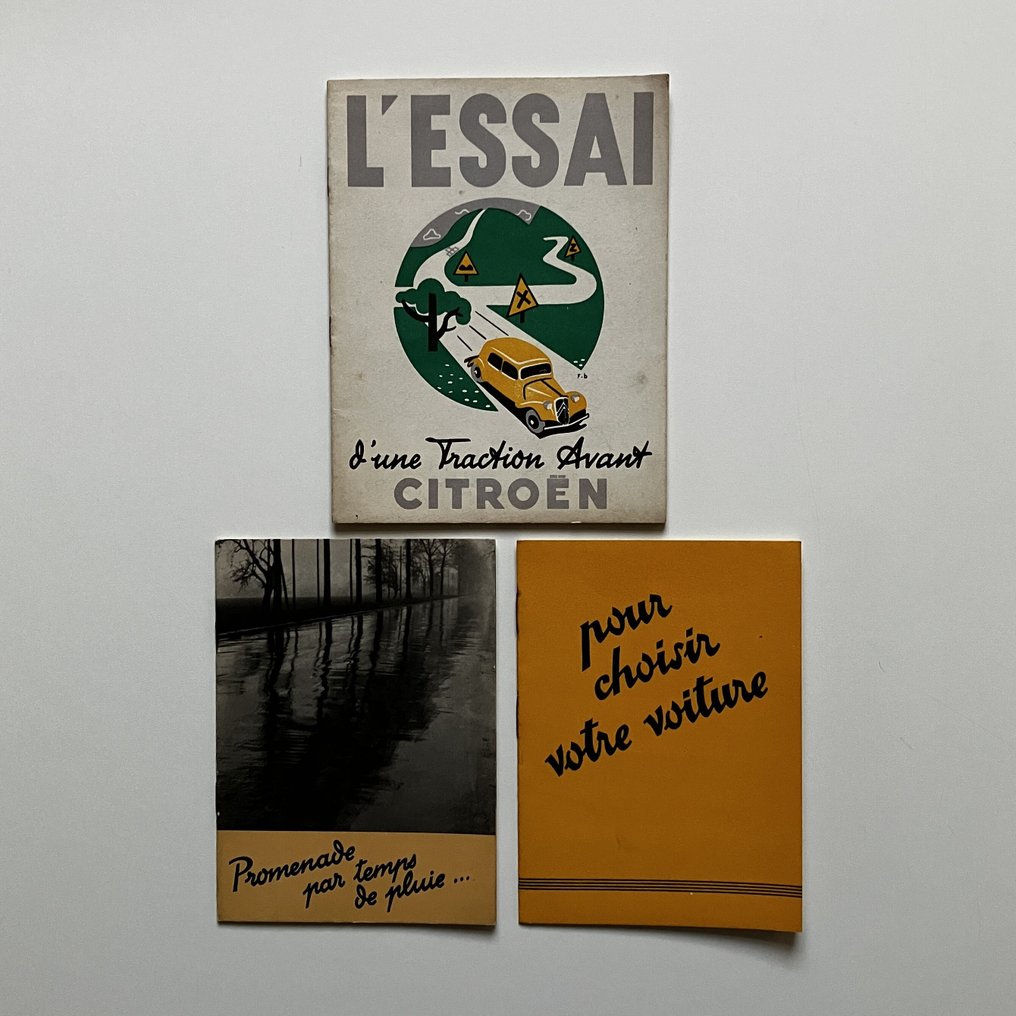 L'ESSAI
F.b
d'une Traction Avant
CITROËN
Promenade
par temps
de pluie ...
pour
choisir
votre voiture